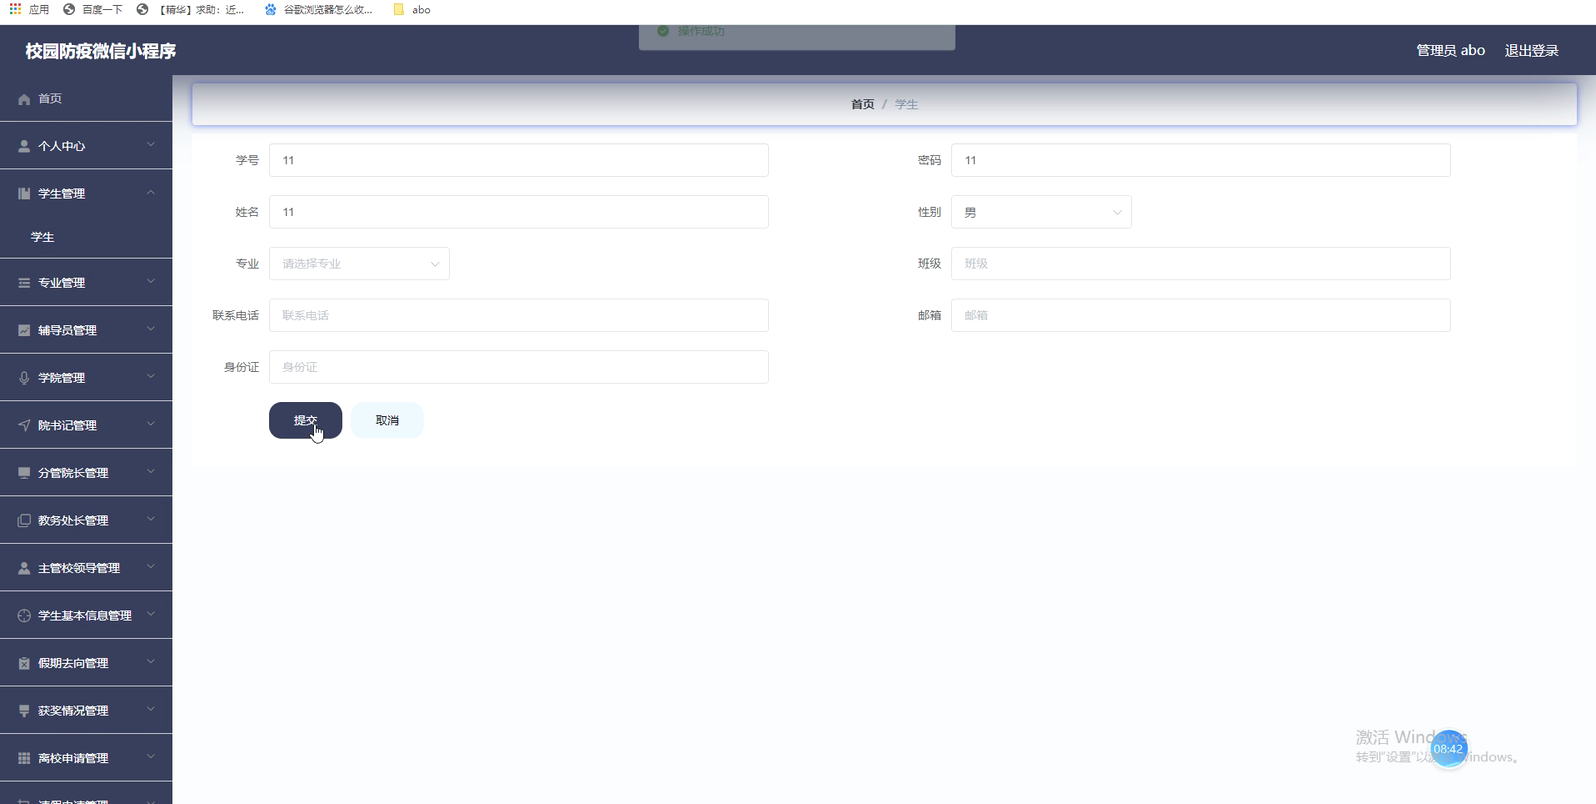 应用 百度一下 【精华】求助：近... 谷歌浏览器怎么收... abo
校园防疫微信小程序
操作成功
管理员 abo 退出登录
首页
个人中心
学生管理
学生
专业管理
辅导员管理
学院管理
院书记管理
分管院长管理
教务处长管理
主管校领导管理
学生基本信息管理
假期去向管理
获奖情况管理
离校申请管理
请假申请管理
首页 / 学生
学号 11 密码 11
姓名 11 性别 男
专业 请选择专业 班级 班级
联系电话 联系电话 邮箱 邮箱
身份证 身份证
提交 取消
激活 Windows
08:42
转到"设置"以 Windows。